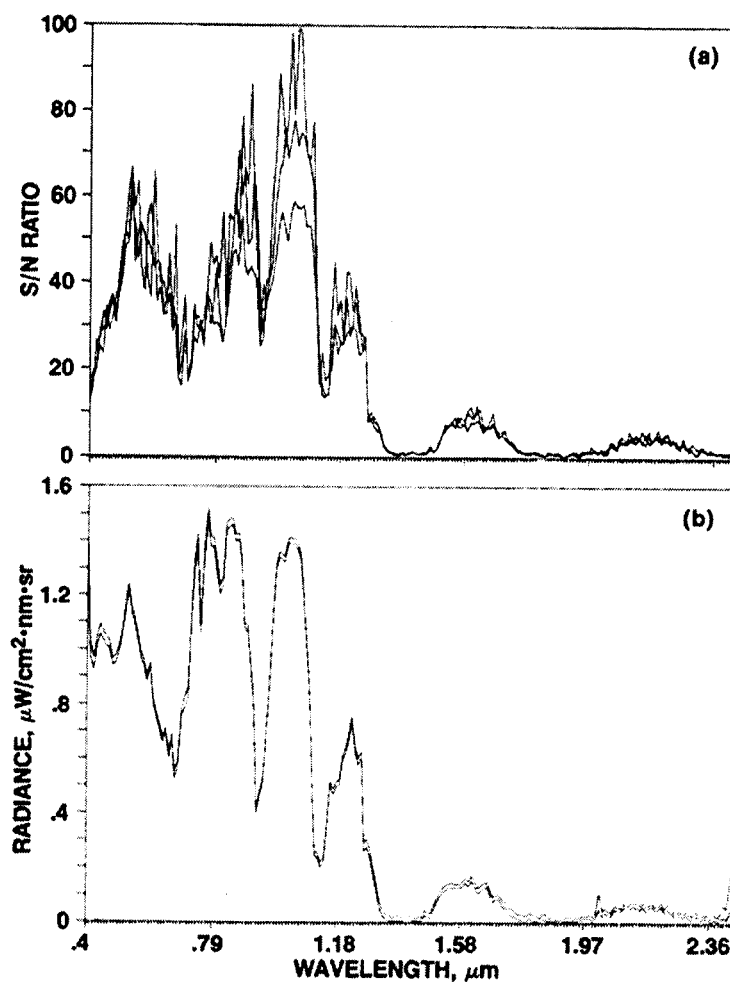 100
80
60
40
20
0
S/N RATIO
(a)
1.6
1.2
.8
.4
0
RADIANCE, μW/cm²·nm·sr
(b)
.4 .79 1.18 1.58 1.97 2.36
WAVELENGTH, μm